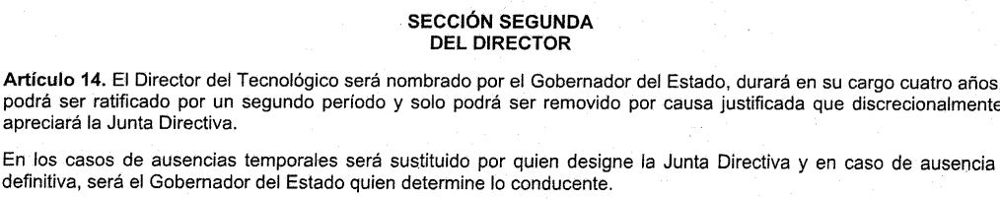 SECCIÓN SEGUNDA
DEL DIRECTOR
Artículo 14. El Director del Tecnológico será nombrado por el Gobernador del Estado, durará en su cargo cuatro años
podrá ser ratificado por un segundo período y solo podrá ser removido por causa justificada que discrecionalmente
apreciará la Junta Directiva.
En los casos de ausencias temporales será sustituido por quien designe la Junta Directiva y en caso de ausencia
definitiva, será el Gobernador del Estado quien determine lo conducente.